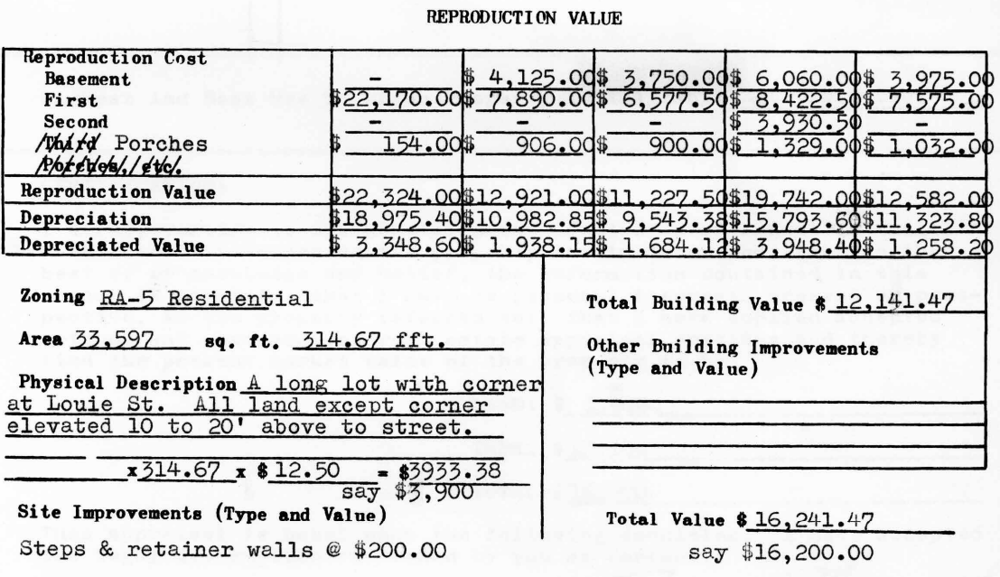 REPRODUCTION VALUE
Reproduction Cost
Basement - $ 4,125.00 $ 3,750.00 $ 6,060.00 $ 3,975.00
First $22,170.00 $ 7,890.00 $ 6,577.50 $ 8,422.50 $ 7,575.00
Second - - - $ 3,930.50 -
Third Porches $ 154.00 $ 906.00 $ 900.00 $ 1,329.00 $ 1,032.00
Porches, etc.
Reproduction Value $22,324.00 $12,921.00 $11,227.50 $19,742.00 $12,582.00
Depreciation $18,975.40 $10,982.85 $ 9,543.38 $15,793.60 $11,323.80
Depreciated Value $ 3,348.60 $ 1,938.15 $ 1,684.12 $ 3,948.40 $ 1,258.20
Zoning RA-5 Residential
Area 33,597 sq. ft. 314.67 fft.
Physical Description A long lot with corner
at Louie St. All land except corner
elevated 10 to 20' above to street.
x 314.67 x $ 12.50 = $3933.38
say $3,900
Site Improvements (Type and Value)
Steps & retainer walls @ $200.00
Total Building Value $ 12,141.47
Other Building Improvements
(Type and Value)
Total Value $ 16,241.47
say $16,200.00